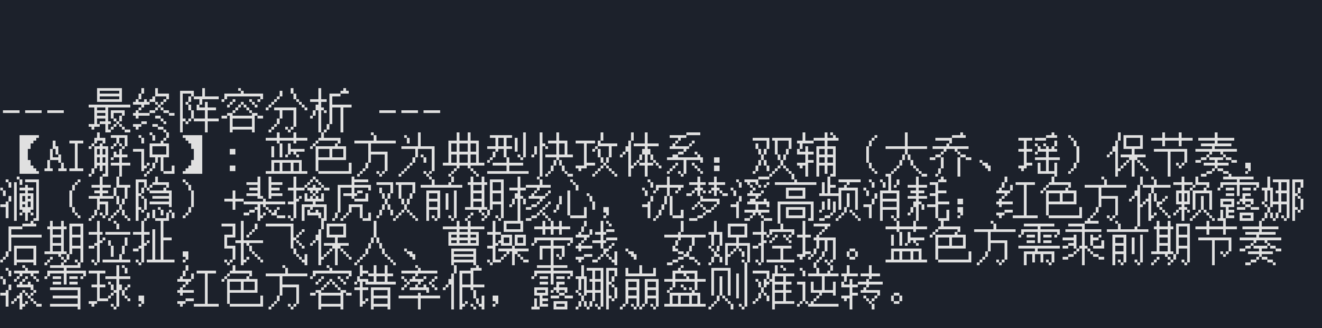 --- 最终阵容分析 ---
【AI解说】: 蓝色方为典型快攻体系；双辅（大乔、瑶）保节奏，
澜（敖隐）+裴擒虎双前期核心，沈梦溪高频消耗；红色方依赖露娜
后期拉扯，张飞保人、曹操带线、女娲控场。蓝色方需乘前期节奏
滚雪球，红色方容错率低，露娜崩盘则难逆转。